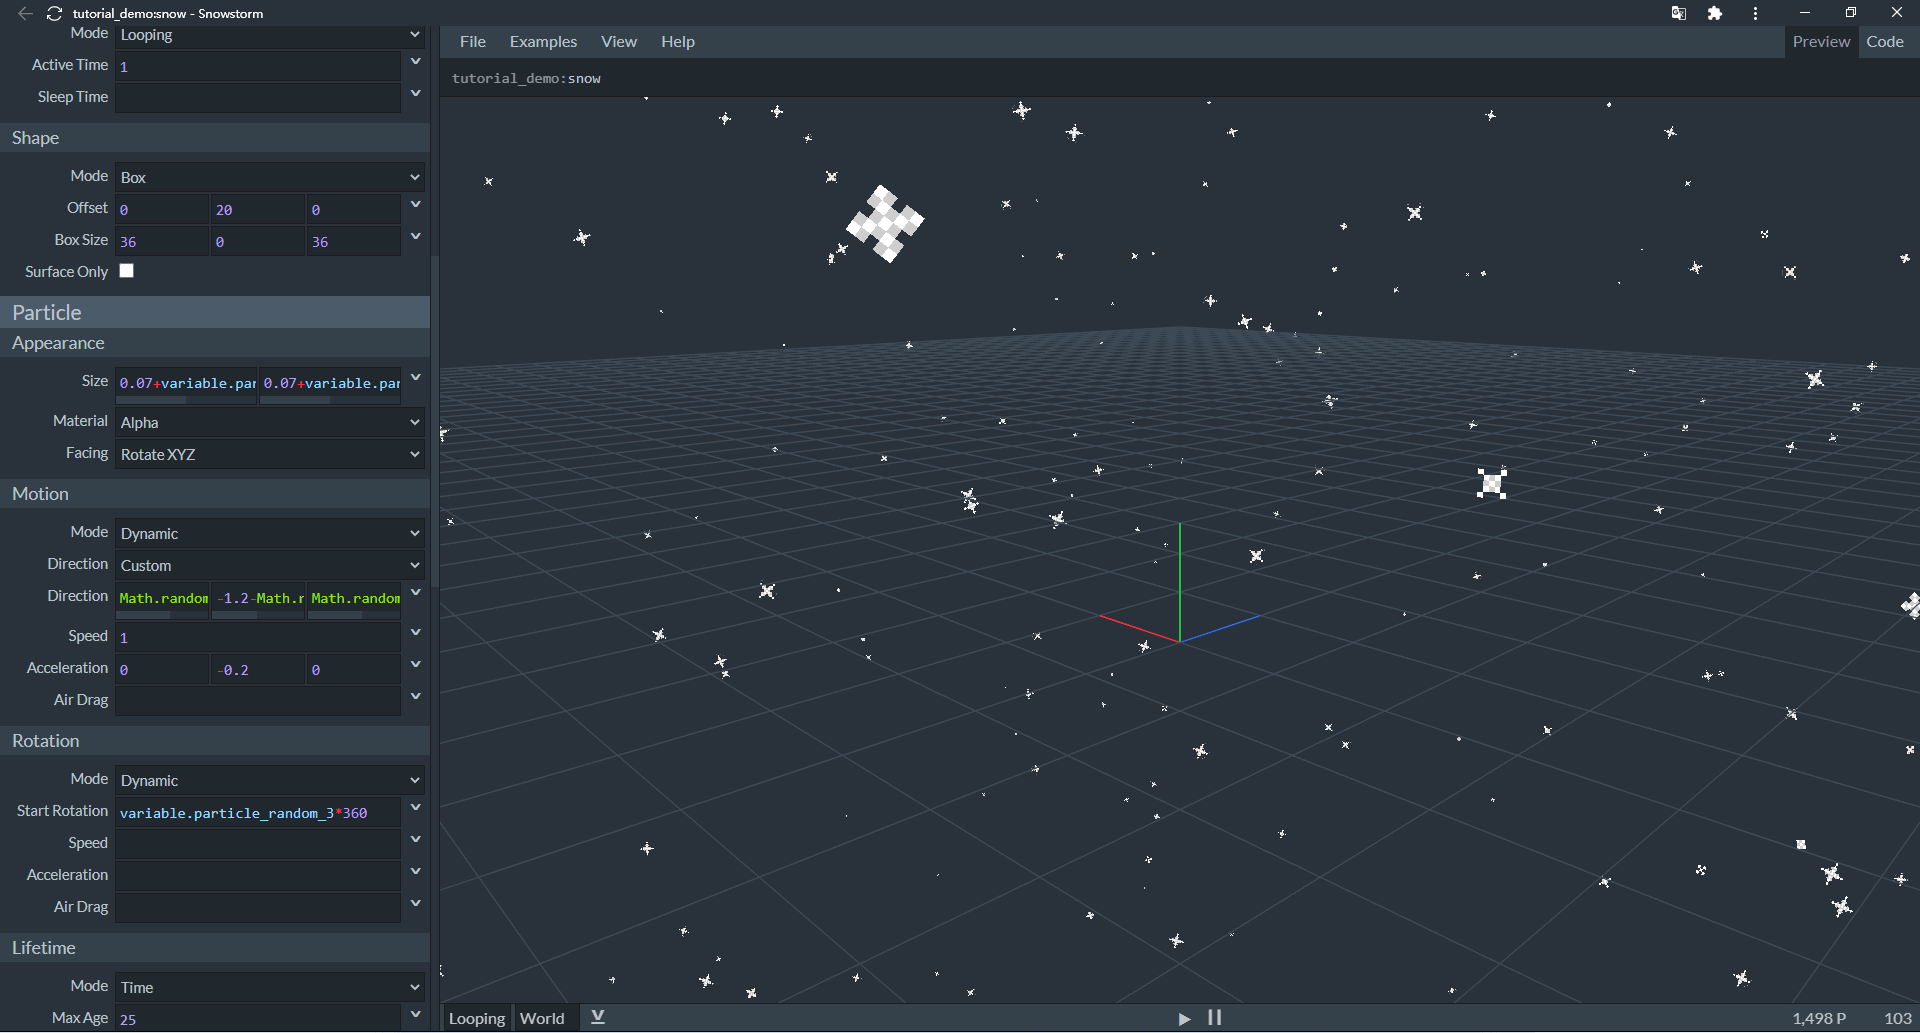 tutorial_demo:snow - Snowstorm
Mode Looping
Active Time 1
Sleep Time
Shape
Mode Box
Offset 0 20 0
Box Size 36 0 36
Surface Only
Particle
Appearance
Size 0.07+variable.par 0.07+variable.par
Material Alpha
Facing Rotate XYZ
Motion
Mode Dynamic
Direction Custom
Direction Math.random -1.2-Math.r Math.random
Speed 1
Acceleration 0 -0.2 0
Air Drag
Rotation
Mode Dynamic
Start Rotation variable.particle_random_3*360
Speed
Acceleration
Air Drag
Lifetime
Mode Time
Max Age 25
File Examples View Help Preview Code
tutorial_demo:snow
Looping World 1,498 P 103